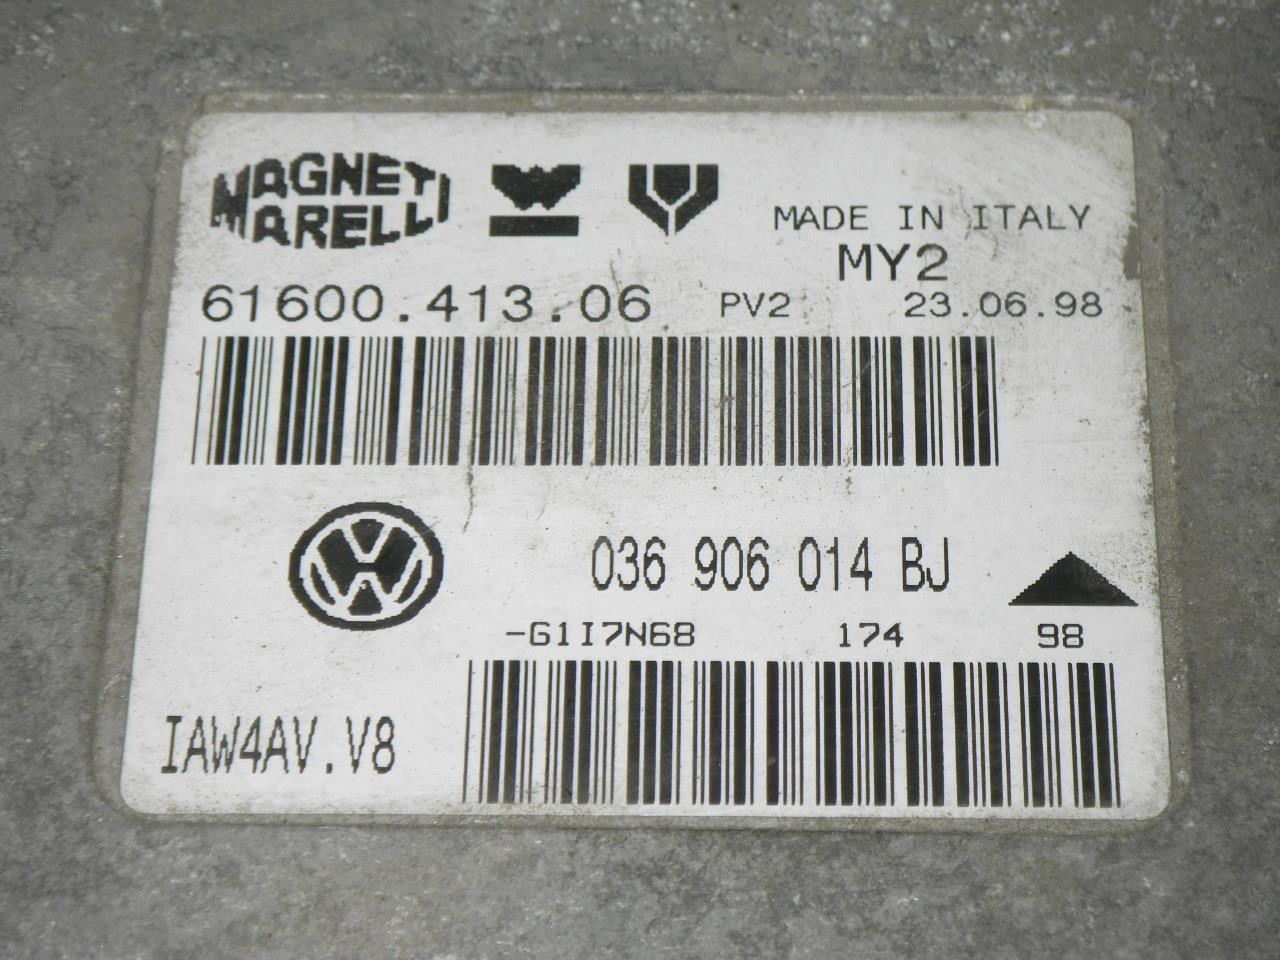 MAGNETI
MARELLI
MADE IN ITALY
MY2
61600.413.06 PV2 23.06.98
036 906 014 BJ
-G1I7N68 174 98
IAW4AV.V8